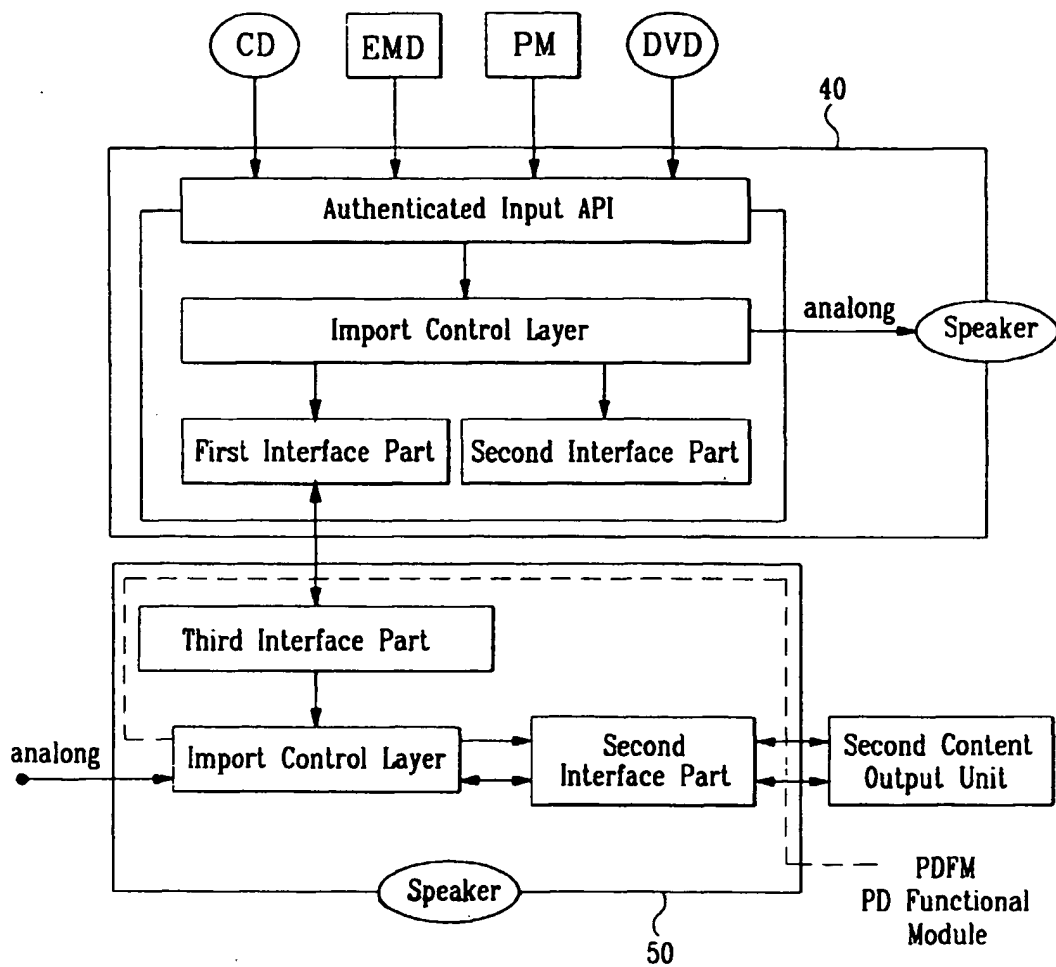 CD
EMD
PM
DVD
40
Authenticated Input API
Import Control Layer
analong
Speaker
First Interface Part
Second Interface Part
Third Interface Part
analong
Import Control Layer
Second
Interface Part
Second Content
Output Unit
Speaker
50
PDFM
PD Functional
Module